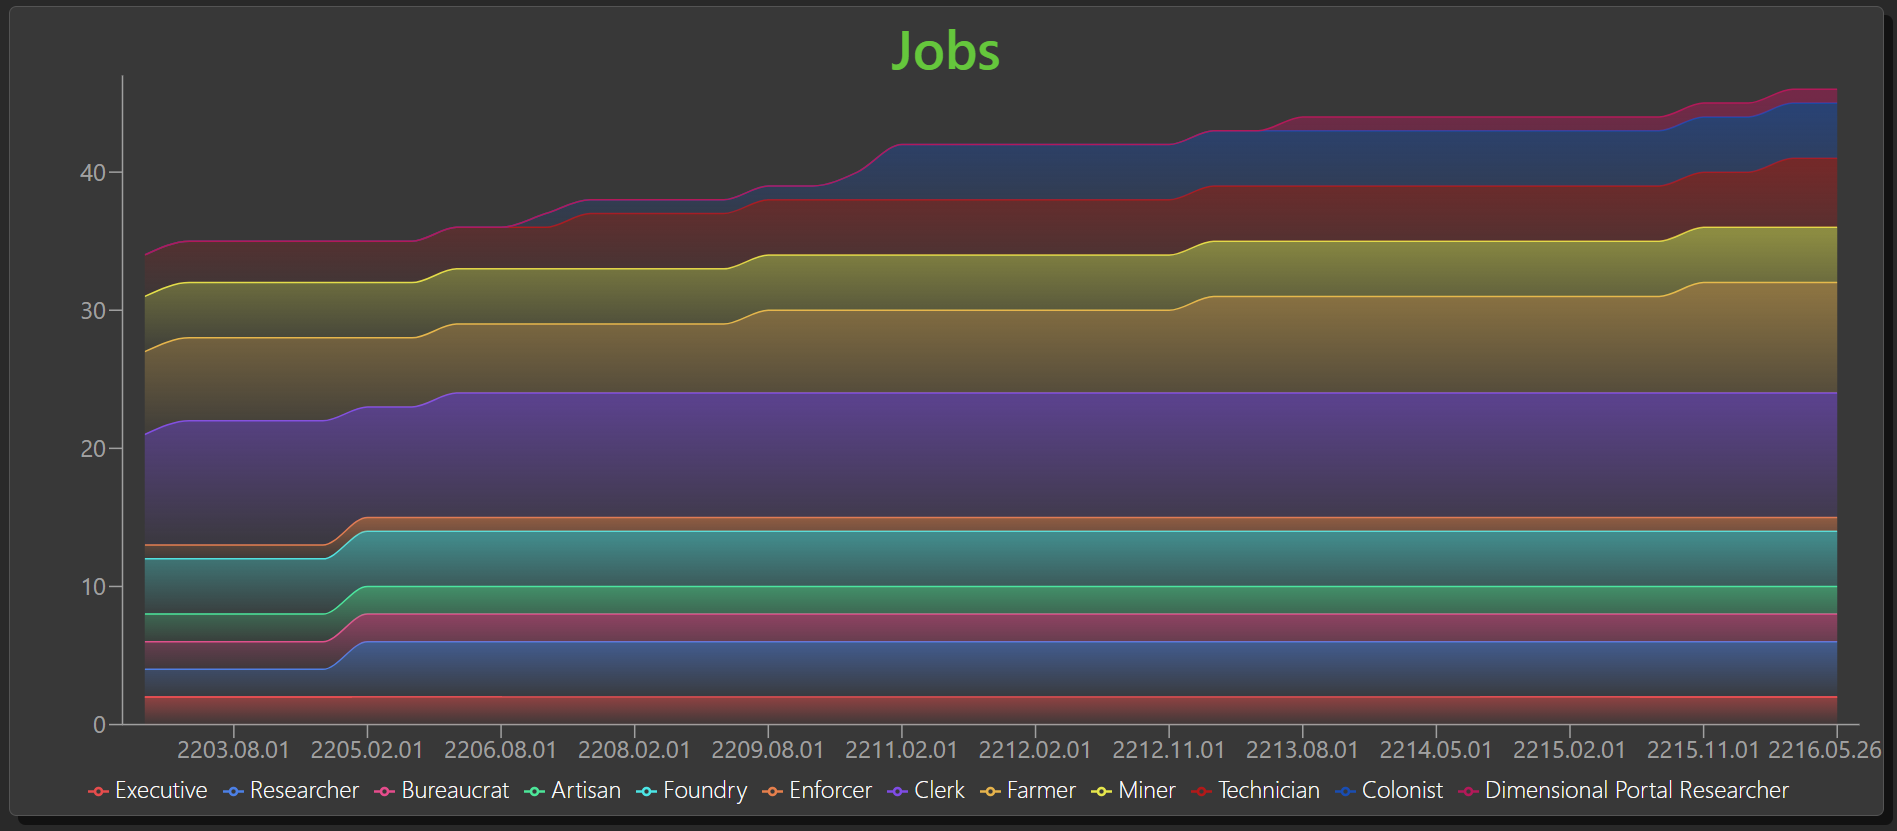 Jobs
40
30
20
10
0
2203.08.01 2205.02.01 2206.08.01 2208.02.01 2209.08.01 2211.02.01 2212.02.01 2212.11.01 2213.08.01 2214.05.01 2215.02.01 2215.11.01 2216.05.26
Executive Researcher Bureaucrat Artisan Foundry Enforcer Clerk Farmer Miner Technician Colonist Dimensional Portal Researcher